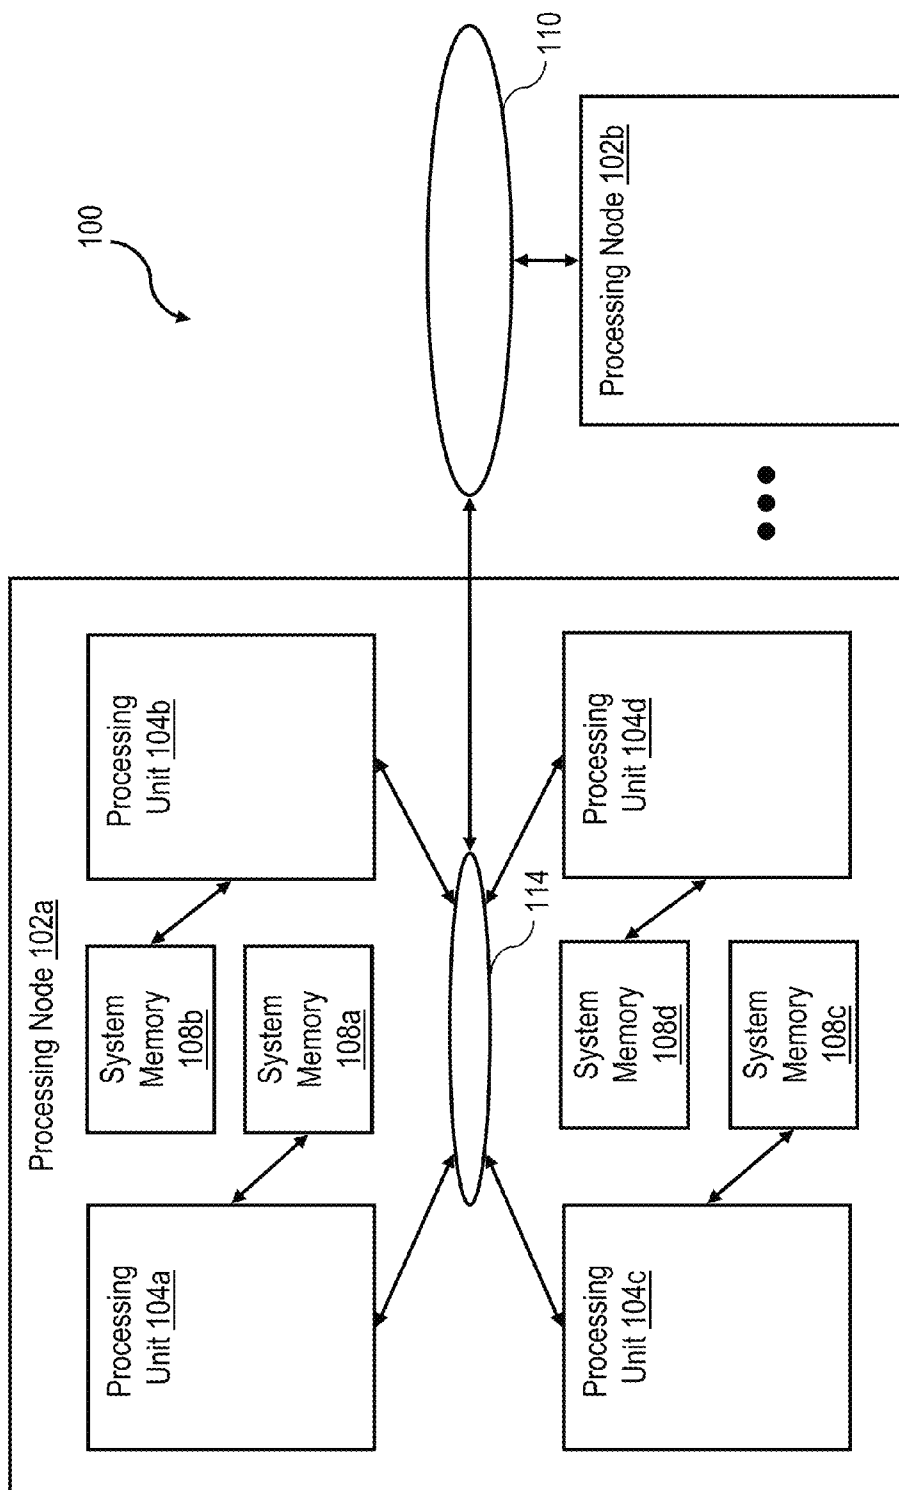 100
Processing Node 102a
Processing
Unit 104a
System
Memory
108b
System
Memory
108a
Processing
Unit 104b
110
114
Processing
Unit 104c
System
Memory
108d
System
Memory
108c
Processing
Unit 104d
Processing Node 102b